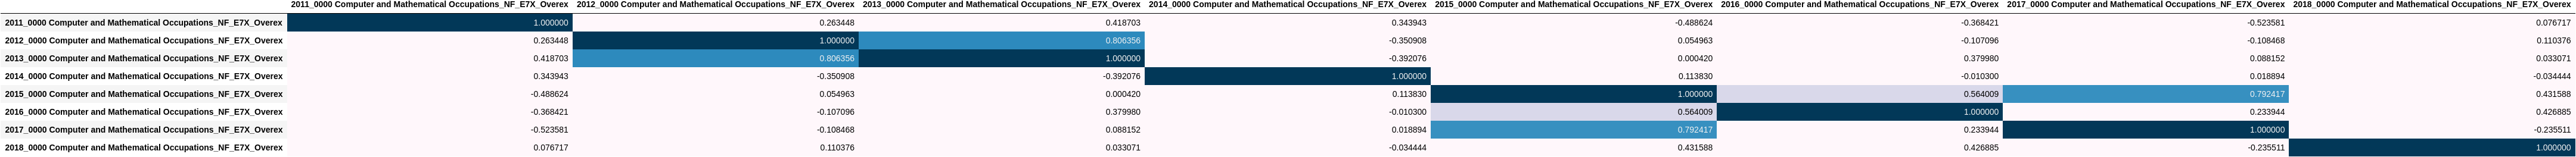 2011_0000 Computer and Mathematical Occupations_NF_E7X_Overex 2012_0000 Computer and Mathematical Occupations_NF_E7X_Overex 2013_0000 Computer and Mathematical Occupations_NF_E7X_Overex 2014_0000 Computer and Mathematical Occupations_NF_E7X_Overex 2015_0000 Computer and Mathematical Occupations_NF_E7X_Overex 2016_0000 Computer and Mathematical Occupations_NF_E7X_Overex 2017_0000 Computer and Mathematical Occupations_NF_E7X_Overex 2018_0000 Computer and Mathematical Occupations_NF_E7X_Overex
2011_0000 Computer and Mathematical Occupations_NF_E7X_Overex 1.000000 0.263448 0.418703 0.343943 -0.488624 -0.368421 -0.523581 0.076717
2012_0000 Computer and Mathematical Occupations_NF_E7X_Overex 0.263448 1.000000 0.806356 -0.350908 0.054963 -0.107096 -0.108468 0.110376
2013_0000 Computer and Mathematical Occupations_NF_E7X_Overex 0.418703 0.806356 1.000000 -0.392076 0.000420 0.379980 0.088152 0.033071
2014_0000 Computer and Mathematical Occupations_NF_E7X_Overex 0.343943 -0.350908 -0.392076 1.000000 0.113830 -0.010300 0.018894 -0.034444
2015_0000 Computer and Mathematical Occupations_NF_E7X_Overex -0.488624 0.054963 0.000420 0.113830 1.000000 0.564009 0.792417 0.431588
2016_0000 Computer and Mathematical Occupations_NF_E7X_Overex -0.368421 -0.107096 0.379980 -0.010300 0.564009 1.000000 0.233944 0.426885
2017_0000 Computer and Mathematical Occupations_NF_E7X_Overex -0.523581 -0.108468 0.088152 0.018894 0.792417 0.233944 1.000000 -0.235511
2018_0000 Computer and Mathematical Occupations_NF_E7X_Overex 0.076717 0.110376 0.033071 -0.034444 0.431588 0.426885 -0.235511 1.000000